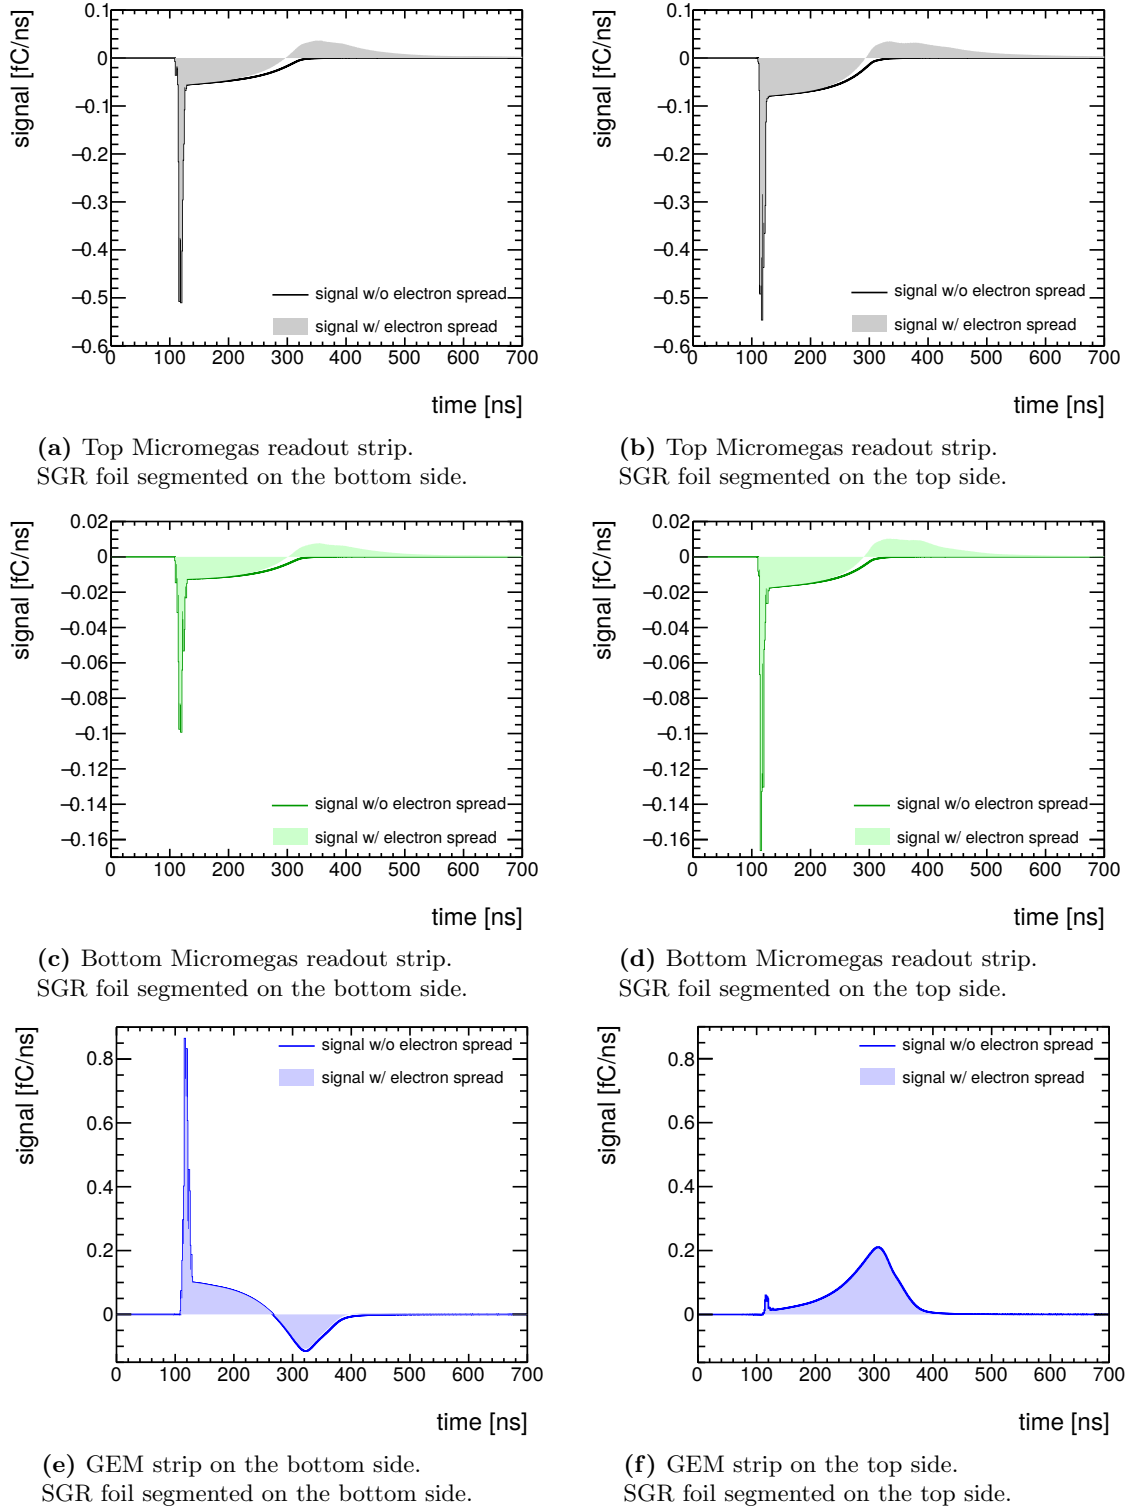 0.1
0
−0.1
−0.2
−0.3
−0.4
−0.5
−0.6
signal [fC/ns]
signal w/o electron spread
signal w/ electron spread
0 100 200 300 400 500 600 700
time [ns]
(a) Top Micromegas readout strip.
SGR foil segmented on the bottom side.
0.1
0
−0.1
−0.2
−0.3
−0.4
−0.5
−0.6
signal [fC/ns]
signal w/o electron spread
signal w/ electron spread
0 100 200 300 400 500 600 700
time [ns]
(b) Top Micromegas readout strip.
SGR foil segmented on the top side.
0.02
0
−0.02
−0.04
−0.06
−0.08
−0.1
−0.12
−0.14
−0.16
signal [fC/ns]
signal w/o electron spread
signal w/ electron spread
0 100 200 300 400 500 600 700
time [ns]
(c) Bottom Micromegas readout strip.
SGR foil segmented on the bottom side.
0.02
0
−0.02
−0.04
−0.06
−0.08
−0.1
−0.12
−0.14
−0.16
signal [fC/ns]
signal w/o electron spread
signal w/ electron spread
0 100 200 300 400 500 600 700
time [ns]
(d) Bottom Micromegas readout strip.
SGR foil segmented on the top side.
0.8
0.6
0.4
0.2
0
signal [fC/ns]
signal w/o electron spread
signal w/ electron spread
0 100 200 300 400 500 600 700
time [ns]
(e) GEM strip on the bottom side.
SGR foil segmented on the bottom side.
0.8
0.6
0.4
0.2
0
signal [fC/ns]
signal w/o electron spread
signal w/ electron spread
0 100 200 300 400 500 600 700
time [ns]
(f) GEM strip on the top side.
SGR foil segmented on the top side.